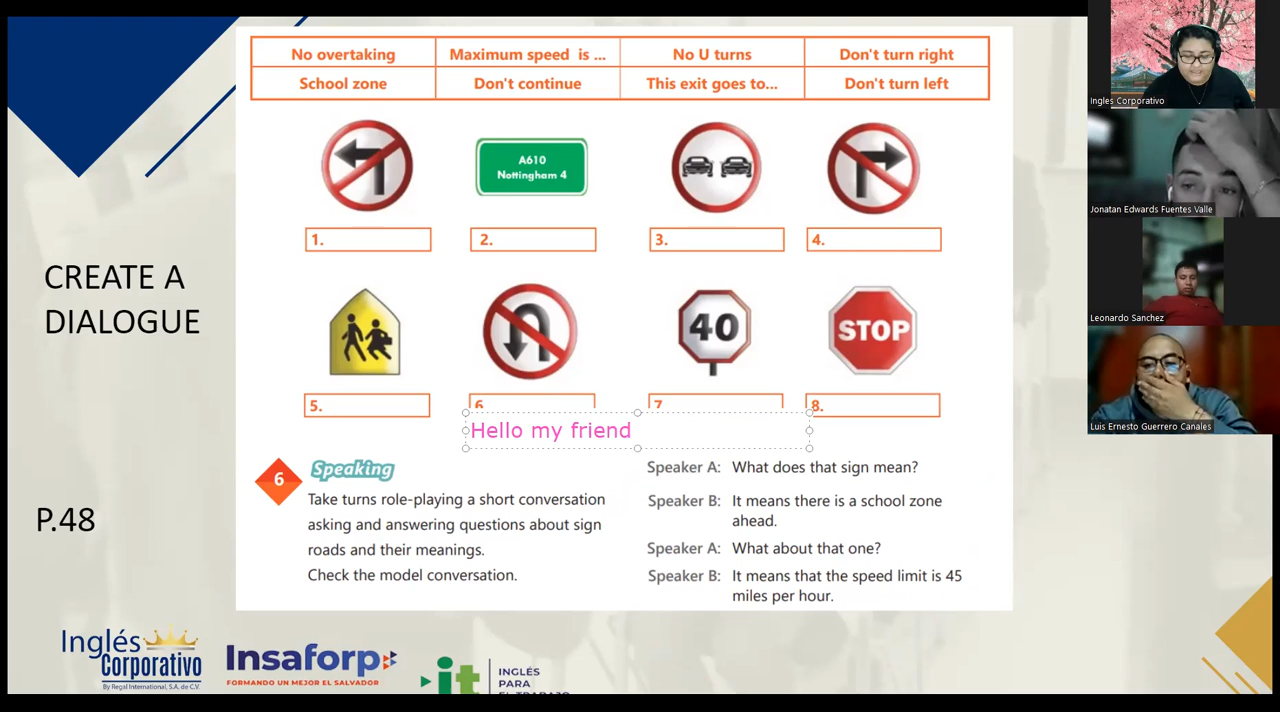 No overtaking
Maximum speed is ...
No U turns
Don't turn right
School zone
Don't continue
This exit goes to...
Don't turn left
A610
Nottingham 4
1.
2.
3.
4.
40
STOP
5.
6
7
8.
Hello my friend
CREATE A
DIALOGUE
P.48
6
Speaking
Take turns role-playing a short conversation
asking and answering questions about sign
roads and their meanings.
Check the model conversation.
Speaker A: What does that sign mean?
Speaker B: It means there is a school zone
ahead.
Speaker A: What about that one?
Speaker B: It means that the speed limit is 45
miles per hour.
Inglés
Corporativo
By Regal International, S.A. de C.V.
Insaforp
FORMANDO UN MEJOR EL SALVADOR
it
INGLÉS
PARA
EL TRABAJO
Ingles Corporativo
Jonatan Edwards Fuentes Valle
Leonardo Sanchez
Luis Ernesto Guerrero Canales